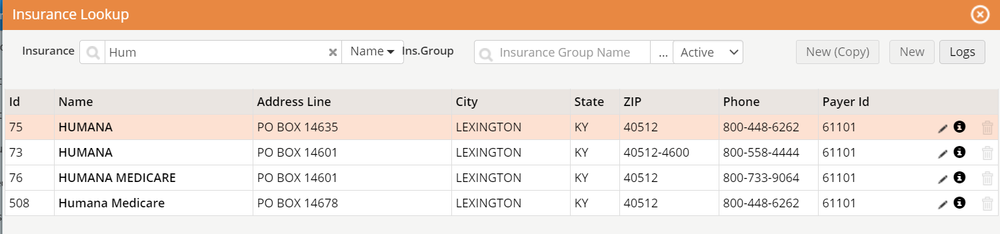 Insurance Lookup
Insurance Hum Name Ins.Group Insurance Group Name ... Active New (Copy) New Logs
Id Name Address Line City State ZIP Phone Payer Id
75 HUMANA PO BOX 14635 LEXINGTON KY 40512 800-448-6262 61101
73 HUMANA PO BOX 14601 LEXINGTON KY 40512-4600 800-558-4444 61101
76 HUMANA MEDICARE PO BOX 14601 LEXINGTON KY 40512 800-733-9064 61101
508 Humana Medicare PO BOX 14678 LEXINGTON KY 40512 800-448-6262 61101